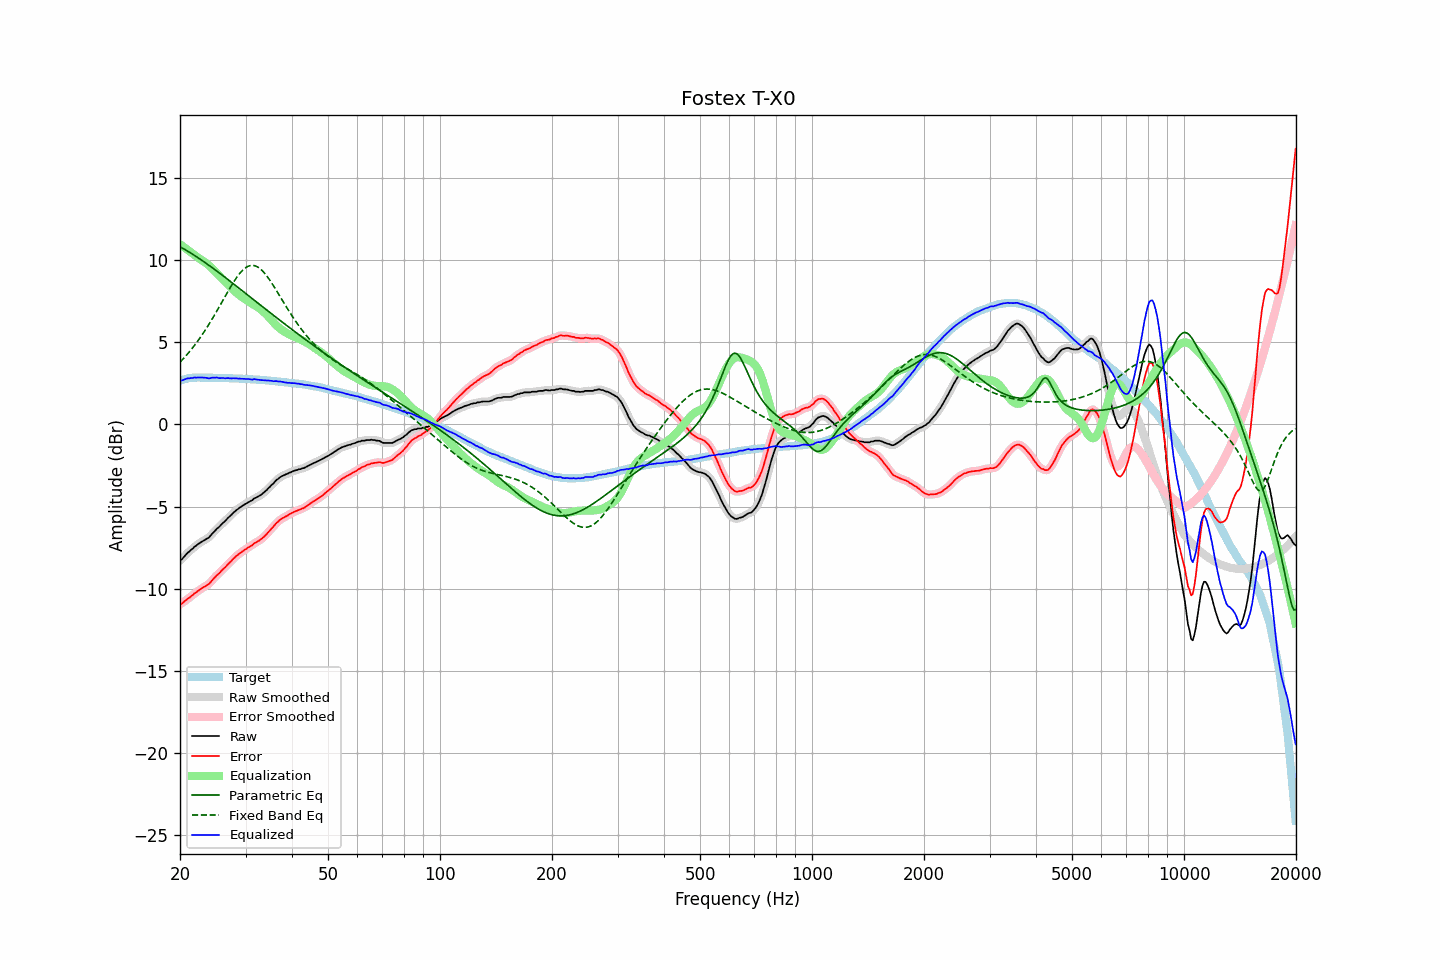 Fostex T-X0
Amplitude (dBr)
15
10
5
0
−5
−10
−15
−20
−25
Target
Raw Smoothed
Error Smoothed
Raw
Error
Equalization
Parametric Eq
Fixed Band Eq
Equalized
20 50 100 200 500 1000 2000 5000 10000 20000
Frequency (Hz)